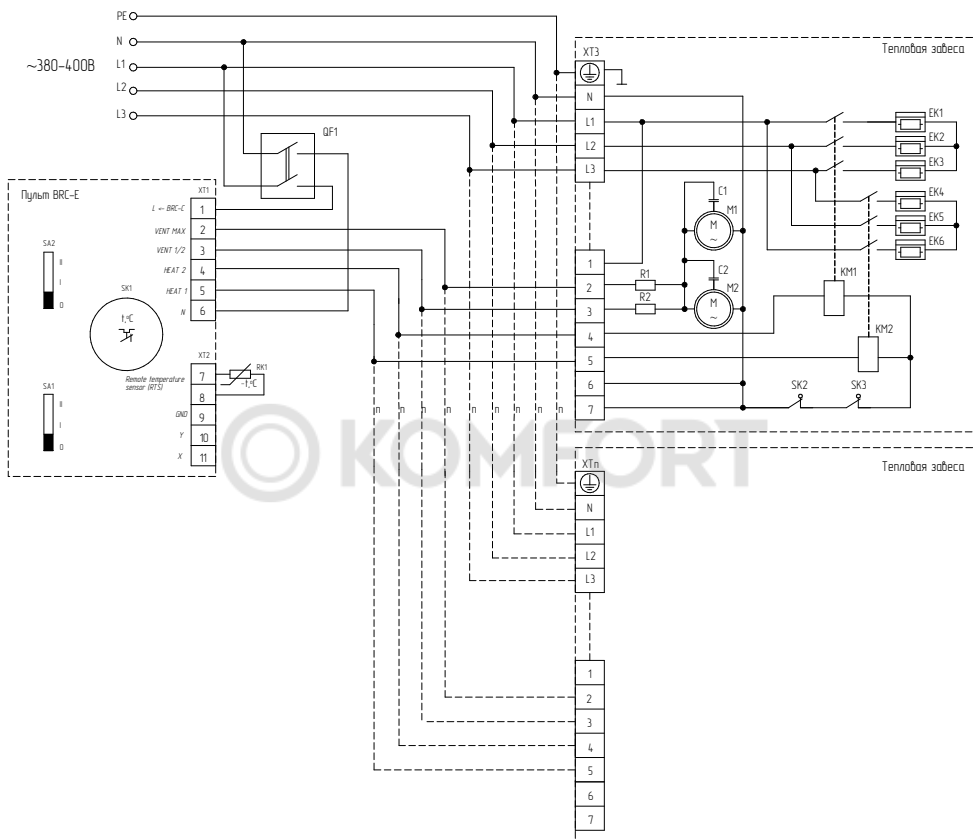 PE
N
~380-400В
L1
L2
L3
QF1
Пульт BRC-E
XT1
L ← BRC-C
1
VENT MAX
2
VENT 1/2
3
HEAT 2
4
HEAT 1
5
N
6
SA2
II
I
0
SK1
t,°C
XT2
Remote temperature
sensor (RTS)
7
8
GND
9
Y
10
X
11
RK1
-t,°C
SA1
II
I
0
Тепловая завеса
XT3
N
L1
L2
L3
EK1
EK2
EK3
EK4
EK5
EK6
C1
M1
M
~
C2
M2
M
~
R1
R2
KM1
KM2
SK2
SK3
1
2
3
4
5
6
7
n n n n n n n n n
KOMFORT
Тепловая завеса
XTn
N
L1
L2
L3
1
2
3
4
5
6
7